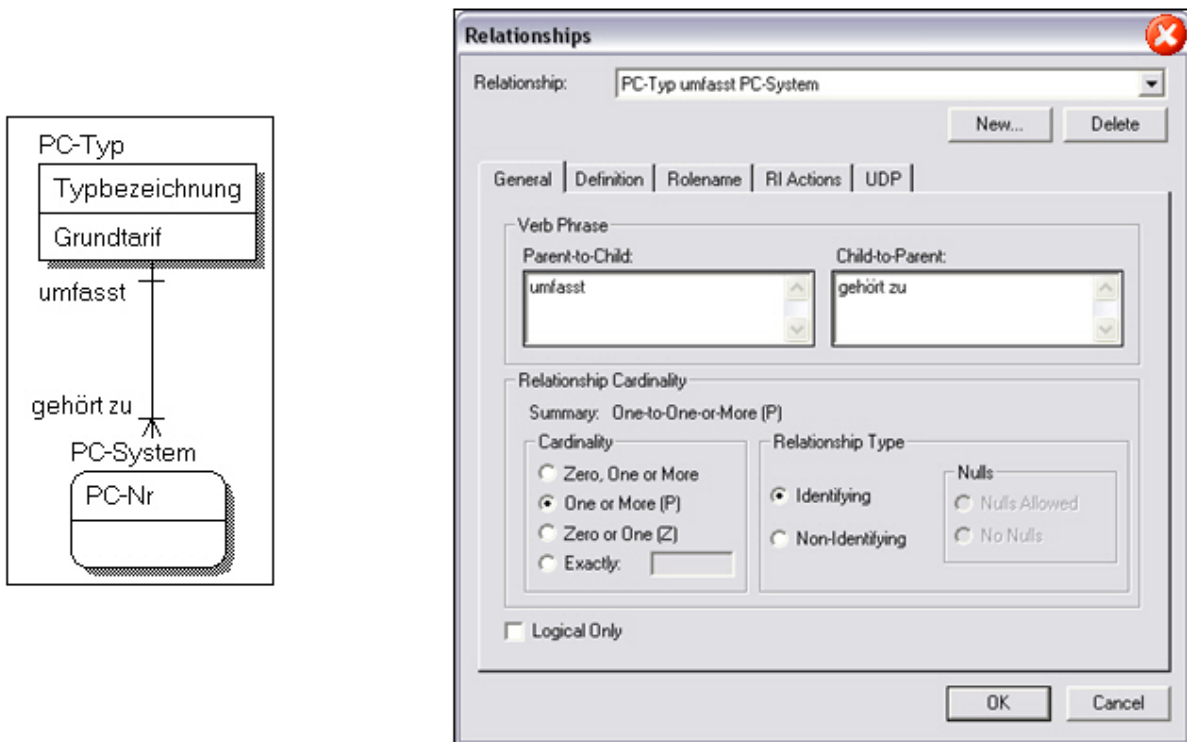 PC-Typ
Typbezeichnung
Grundtarif
umfasst
gehört zu
PC-System
PC-Nr
Relationships
Relationship: PC-Typ umfasst PC-System
New... Delete
General Definition Rolename RI Actions UDP
Verb Phrase
Parent-to-Child: Child-to-Parent:
umfasst gehört zu
Relationship Cardinality
Summary: One-to-One-or-More (P)
Cardinality Relationship Type
Zero, One or More Nulls
One or More (P) Identifying Nulls Allowed
Zero or One (Z) Non-Identifying No Nulls
Exactly:
Logical Only
OK Cancel